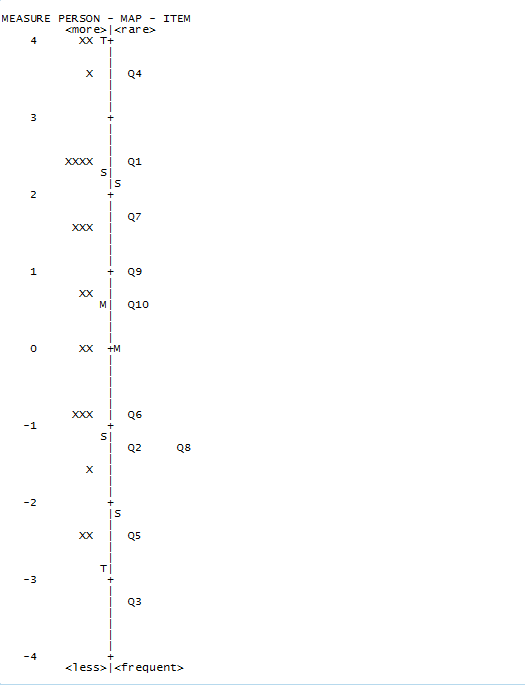 MEASURE PERSON - MAP - ITEM
<more>|<rare>
4 XX T+
|
|
X | Q4
|
|
|
3 +
|
|
|
XXXX | Q1
S|
|S
2 +
|
| Q7
XXX |
|
|
|
1 + Q9
|
XX |
M| Q10
|
|
|
0 XX +M
|
|
|
|
|
XXX | Q6
-1 +
S|
| Q2 Q8
|
X |
|
|
-2 +
|S
|
XX | Q5
|
|
T|
-3 +
|
| Q3
|
|
|
|
-4 +
<less>|<frequent>